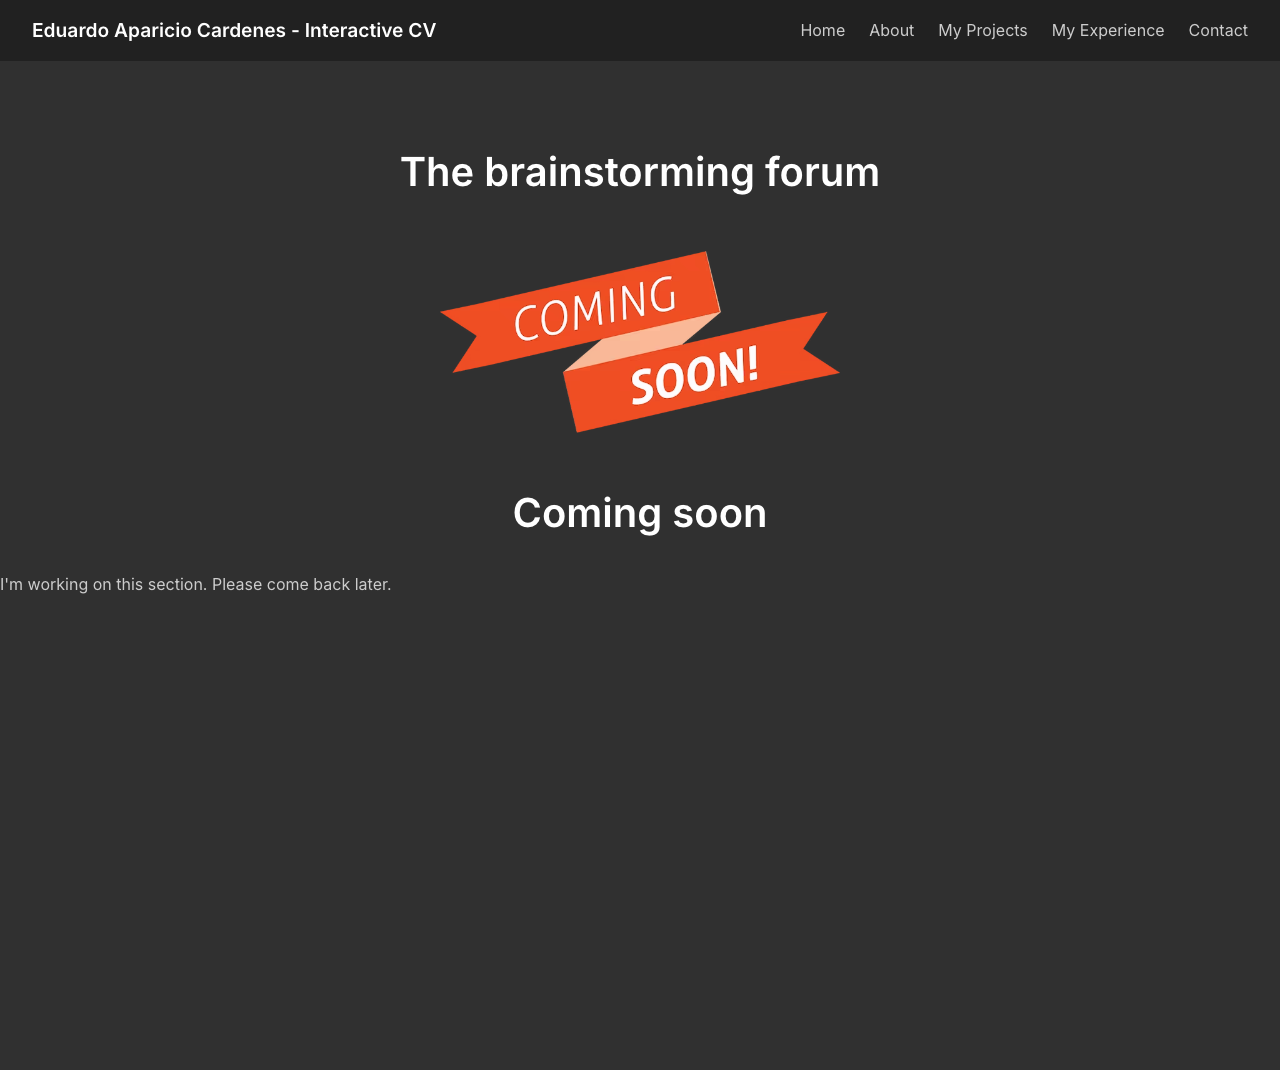 Eduardo Aparicio Cardenes - Interactive CV
Home
About
My Projects
My Experience
Contact
The brainstorming forum
COMING
SOON!
Coming soon
I'm working on this section. Please come back later.